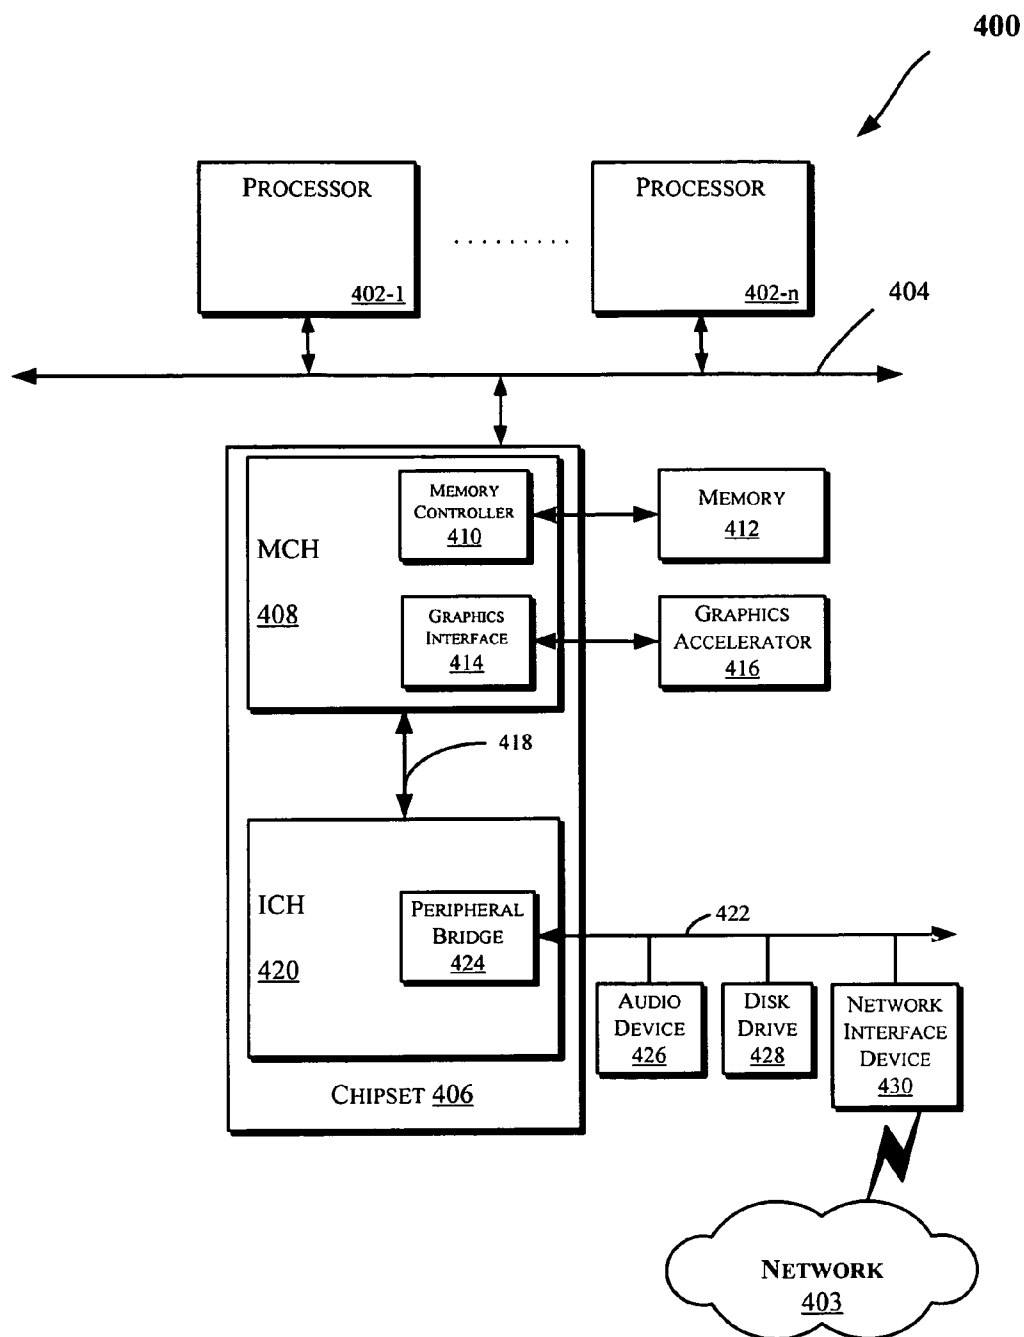 400
PROCESSOR
402-1
. . . . . . . . .
PROCESSOR
402-n
404
MCH
408
MEMORY
CONTROLLER
410
MEMORY
412
GRAPHICS
INTERFACE
414
GRAPHICS
ACCELERATOR
416
418
ICH
420
PERIPHERAL
BRIDGE
424
422
AUDIO
DEVICE
426
DISK
DRIVE
428
NETWORK
INTERFACE
DEVICE
430
CHIPSET 406
NETWORK
403